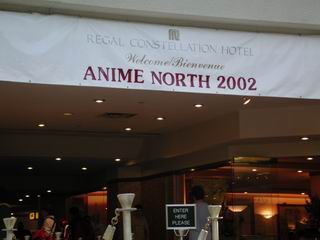 REGAL CONSTELLATION HOTEL
Welcome/Bienvenue
ANIME NORTH 2002
ENTER
HERE
PLEASE